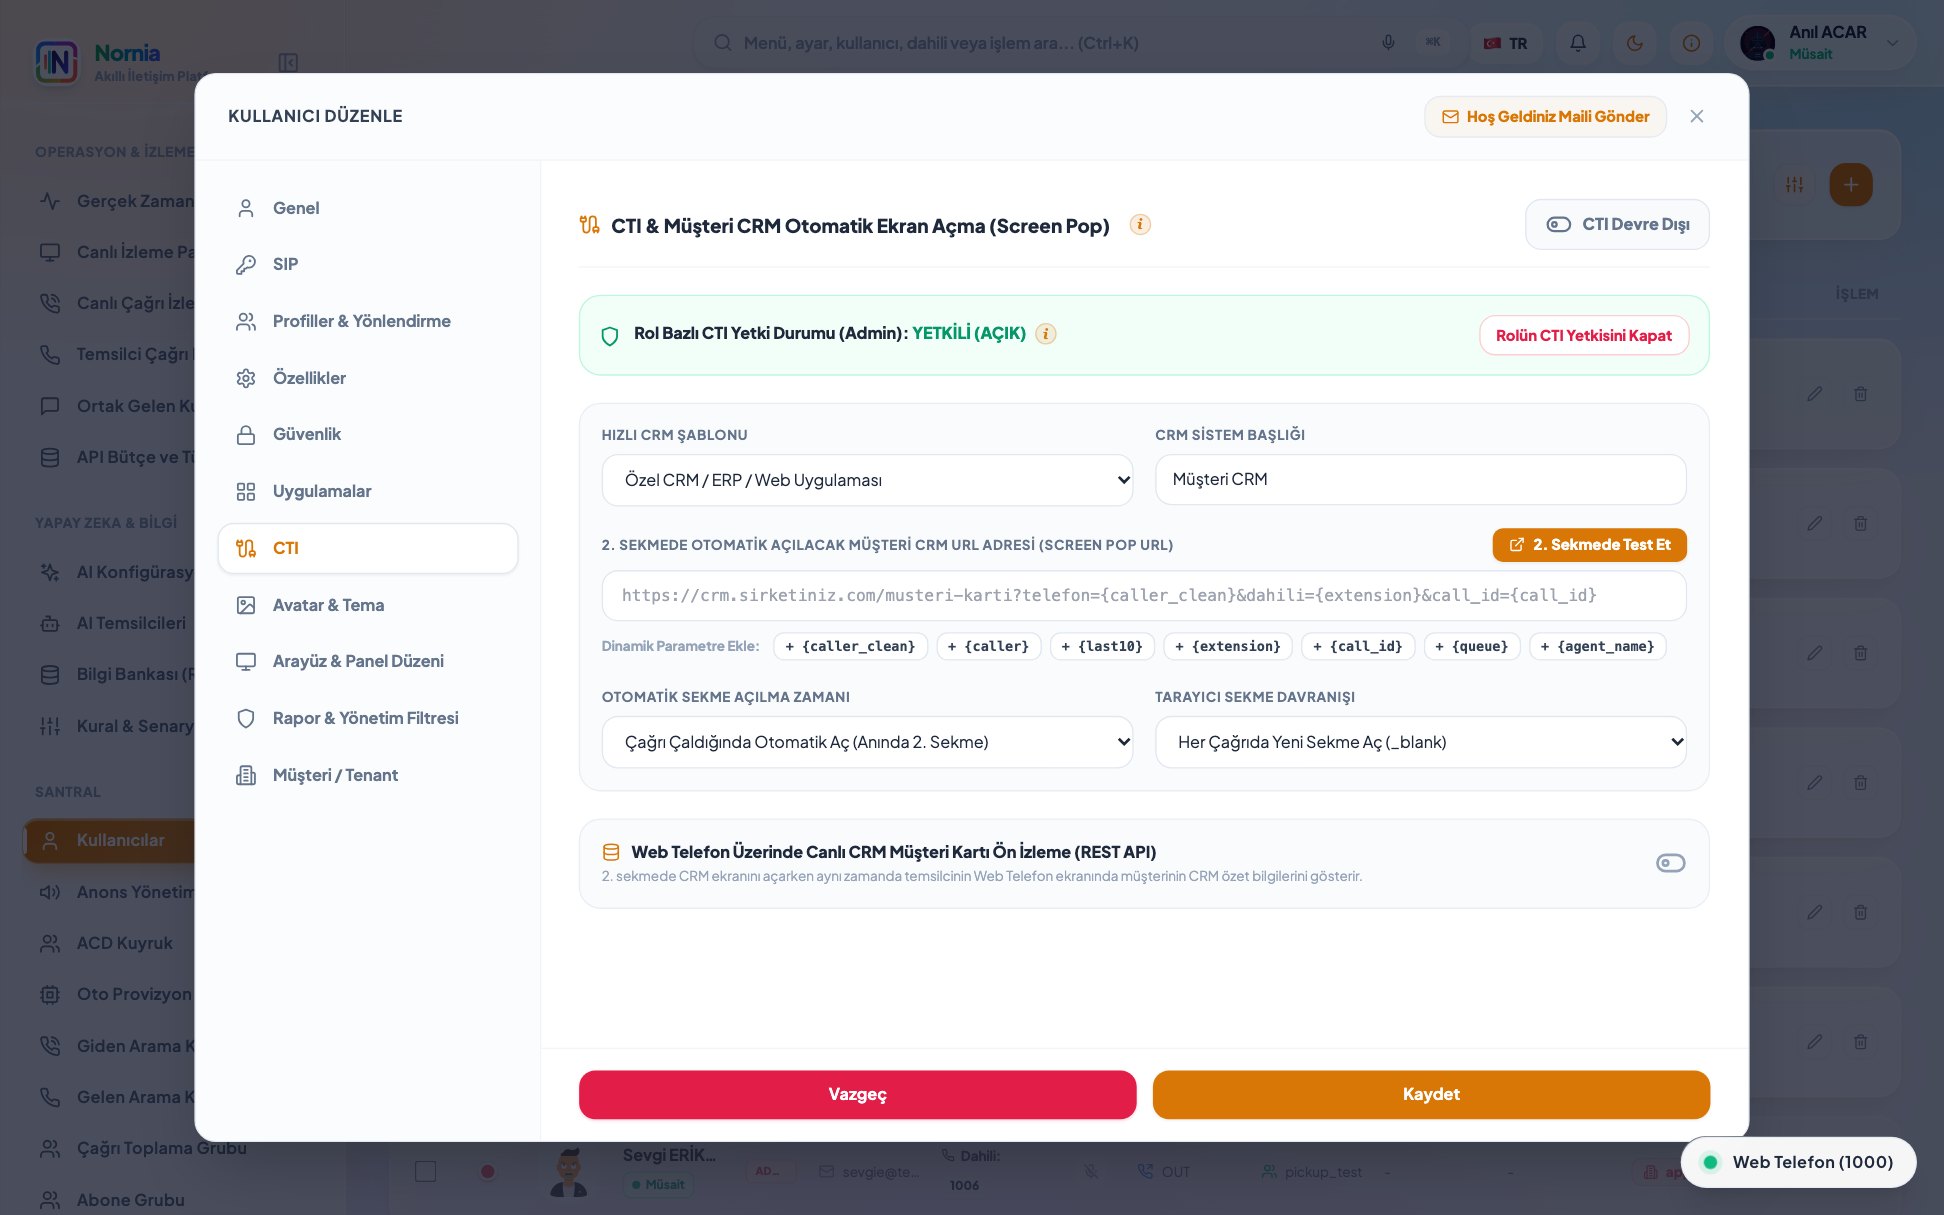 Nornia
Akıllı İletişim Platf
Menü, ayar, kullanıcı, dahili veya işlem ara... (Ctrl+K)
⌘K
TR
Anıl ACAR
Müsait
KULLANICI DÜZENLE
Hoş Geldiniz Maili Gönder
OPERASYON & İZLEME
Gerçek Zaman
Canlı İzleme Pa
Canlı Çağrı İzle
Temsilci Çağrı
Ortak Gelen Ku
API Bütçe ve Tü
YAPAY ZEKA & BİLGİ
AI Konfigürasy
AI Temsilcileri
Bilgi Bankası (R
Kural & Senary
SANTRAL
Kullanıcılar
Anons Yönetim
ACD Kuyruk
Oto Provizyon
Giden Arama K
Gelen Arama K
Çağrı Toplama Grubu
Abone Grubu
Genel
SIP
Profiller & Yönlendirme
Özellikler
Güvenlik
Uygulamalar
CTI
Avatar & Tema
Arayüz & Panel Düzeni
Rapor & Yönetim Filtresi
Müşteri / Tenant
CTI & Müşteri CRM Otomatik Ekran Açma (Screen Pop)
i
CTI Devre Dışı
Rol Bazlı CTI Yetki Durumu (Admin): YETKİLİ (AÇIK)
i
Rolün CTI Yetkisini Kapat
HIZLI CRM ŞABLONU
CRM SİSTEM BAŞLIĞI
Özel CRM / ERP / Web Uygulaması
Müşteri CRM
2. SEKMEDE OTOMATİK AÇILACAK MÜŞTERİ CRM URL ADRESİ (SCREEN POP URL)
2. Sekmede Test Et
https://crm.sirketiniz.com/musteri-karti?telefon={caller_clean}&dahili={extension}&call_id={call_id}
Dinamik Parametre Ekle: + {caller_clean} + {caller} + {last10} + {extension} + {call_id} + {queue} + {agent_name}
OTOMATİK SEKME AÇILMA ZAMANI
TARAYICI SEKME DAVRANIŞI
Çağrı Çaldığında Otomatik Aç (Anında 2. Sekme)
Her Çağrıda Yeni Sekme Aç (_blank)
Web Telefon Üzerinde Canlı CRM Müşteri Kartı Ön İzleme (REST API)
2. sekmede CRM ekranını açarken aynı zamanda temsilcinin Web Telefon ekranında müşterinin CRM özet bilgilerini gösterir.
Vazgeç
Kaydet
İŞLEM
Sevgi ERİK...
Müsait
AD...
sevgie@te...
Dahili:
1006
OUT
pickup_test
-
-
ap
Web Telefon (1000)